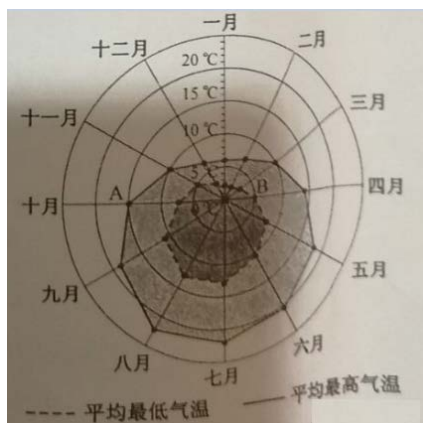 一月
十二月
二月
20 ℃
15 ℃
十一月
三月
10 ℃
5 ℃
A
B
十月
四月
九月
五月
八月
六月
七月
平均最低气温
平均最高气温